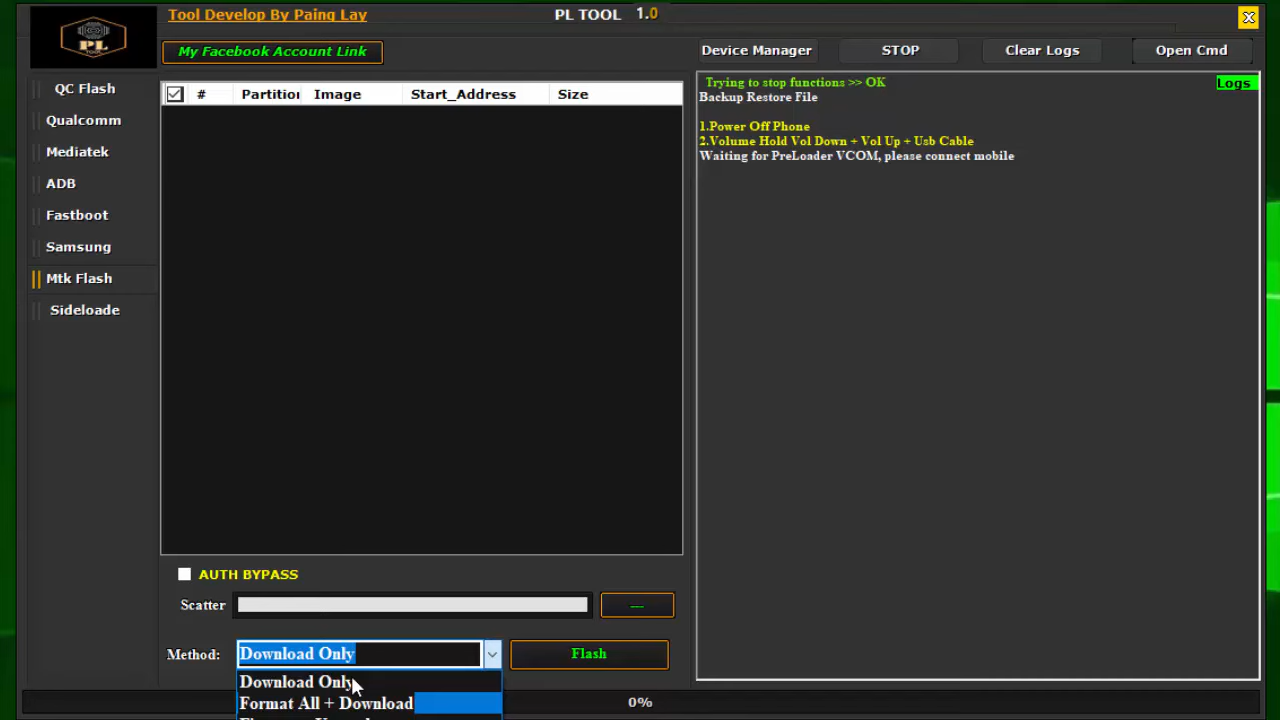 Tool Develop By Paing Lay
PL TOOL 1.0
PL
TOOL
My Facebook Account Link
Device Manager
STOP
Clear Logs
Open Cmd
QC Flash
Qualcomm
Mediatek
ADB
Fastboot
Samsung
Mtk Flash
Sideloade
# Partition Image Start_Address Size
Trying to stop functions >> OK
Logs
Backup Restore File
1.Power Off Phone
2.Volume Hold Vol Down + Vol Up + Usb Cable
Waiting for PreLoader VCOM, please connect mobile
AUTH BYPASS
Scatter
---
Method: Download Only
Flash
Download Only
Format All + Download
0%